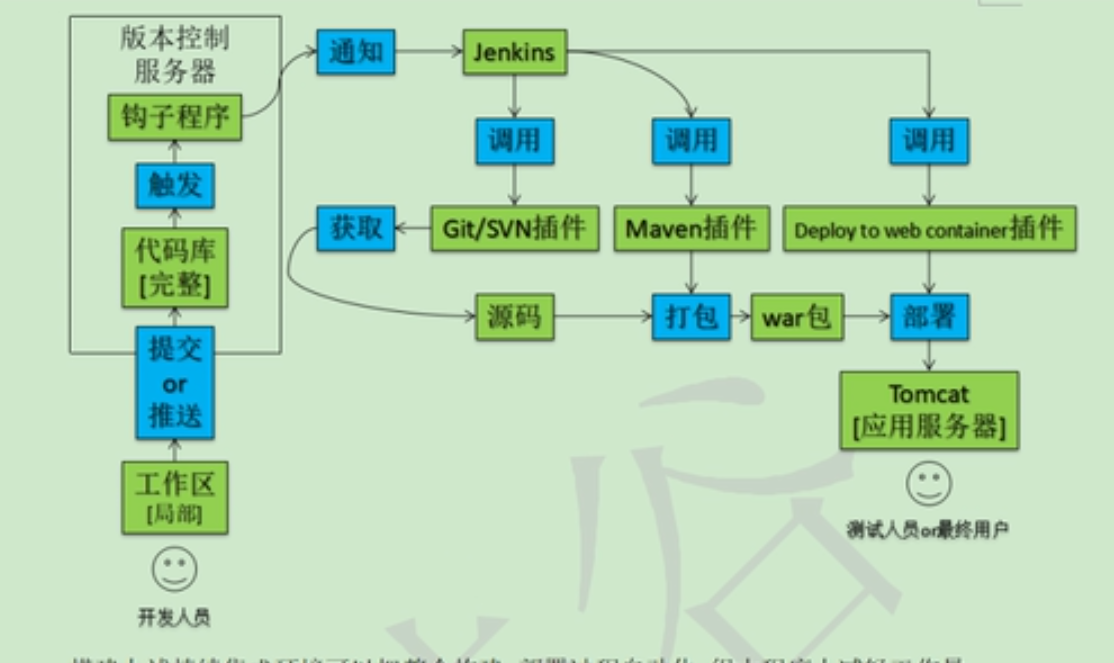 版本控制
服务器
钩子程序
触发
代码库
[完整]
提交
or
推送
工作区
[局部]
开发人员
通知
Jenkins
调用
调用
调用
获取
Git/SVN插件
Maven插件
Deploy to web container插件
源码
打包
war包
部署
Tomcat
[应用服务器]
测试人员or最终用户